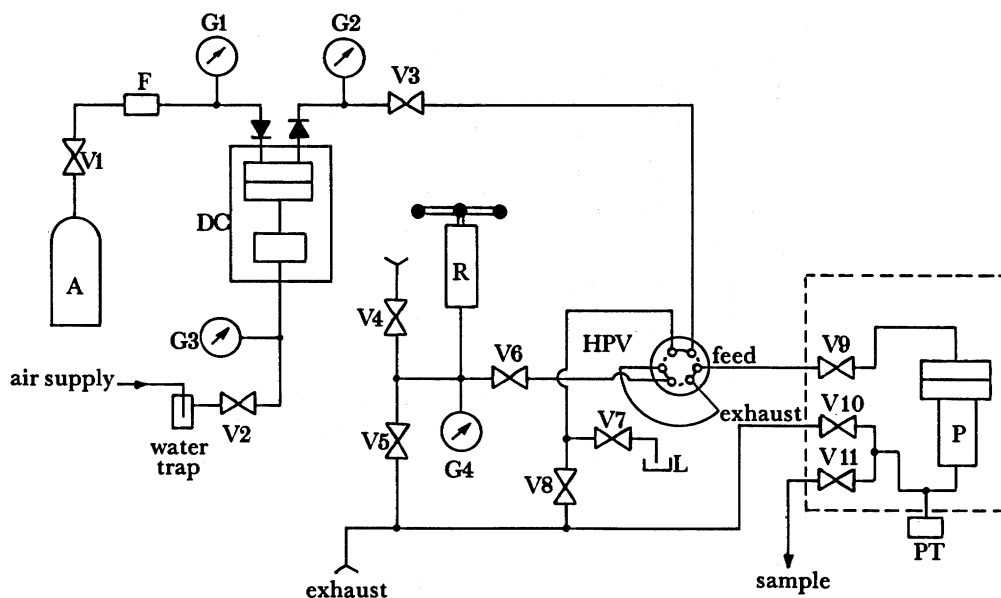 G1
G2
F
V3
V1
DC
A
R
V4
G3
HPV
V6
feed
V9
air supply
exhaust
V10
V2
V5
V7
P
water
trap
G4
L
V11
V8
PT
exhaust
sample